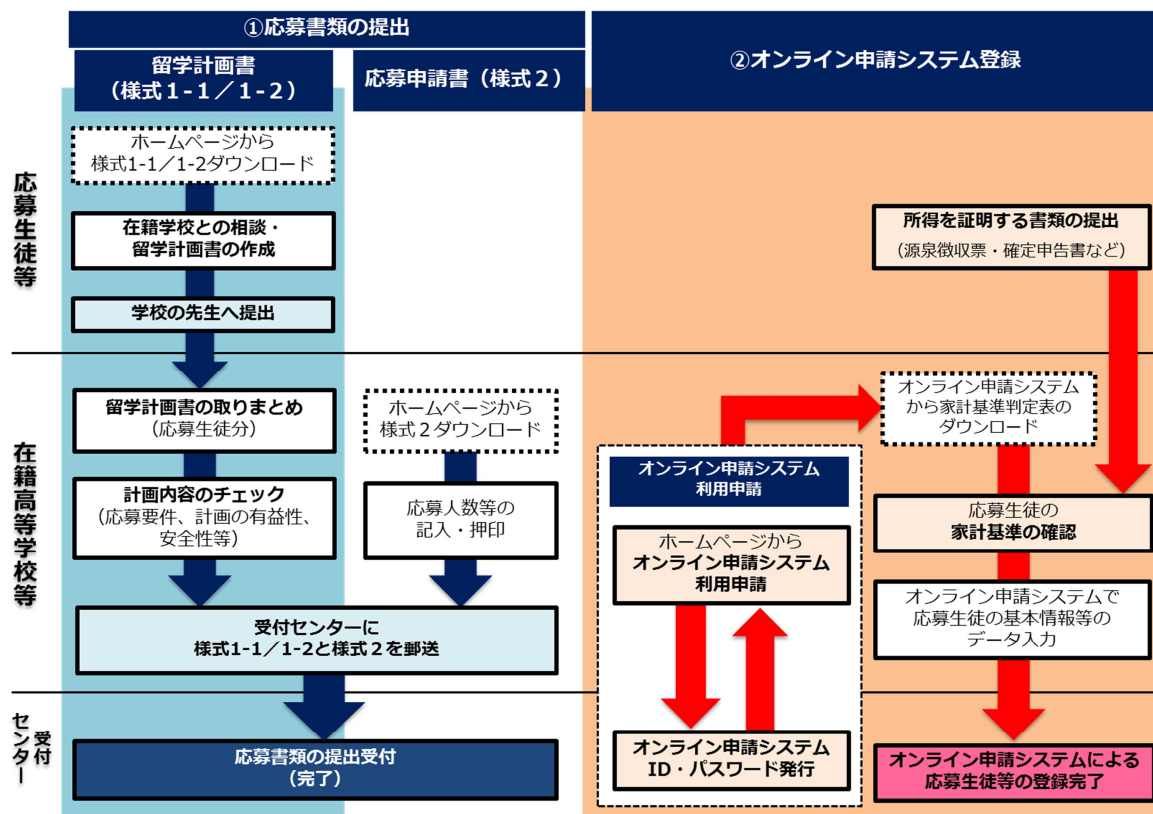 ①応募書類の提出
留学計画書
（様式１-１／１-２）
応募申請書（様式２）
②オンライン申請システム登録
応募生徒等
ホームページから
様式1-1／1-2ダウンロード
在籍学校との相談・
留学計画書の作成
学校の先生へ提出
所得を証明する書類の提出
（源泉徴収票・確定申告書など）
在籍高等学校等
留学計画書の取りまとめ
（応募生徒分）
計画内容のチェック
（応募要件、計画の有益性、
安全性等）
ホームページから
様式２ダウンロード
応募人数等の
記入・押印
受付センターに
様式1-1／1-2と様式２を郵送
オンライン申請システム
利用申請
ホームページから
オンライン申請システム
利用申請
オンライン申請システム
から家計基準判定表の
ダウンロード
応募生徒の
家計基準の確認
オンライン申請システムで
応募生徒の基本情報等の
データ入力
受付
センター
応募書類の提出受付
（完了）
オンライン申請システム
ID・パスワード発行
オンライン申請システムによる
応募生徒等の登録完了